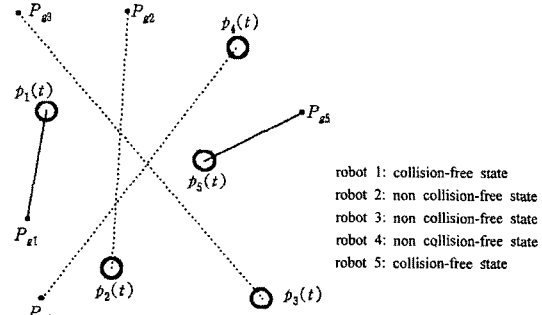 P_g3
P_g2
p_4(t)
p_1(t)
P_g5
p_5(t)
robot 1: collision-free state
robot 2: non collision-free state
P_g1
robot 3: non collision-free state
robot 4: non collision-free state
robot 5: collision-free state
p_2(t)
p_3(t)